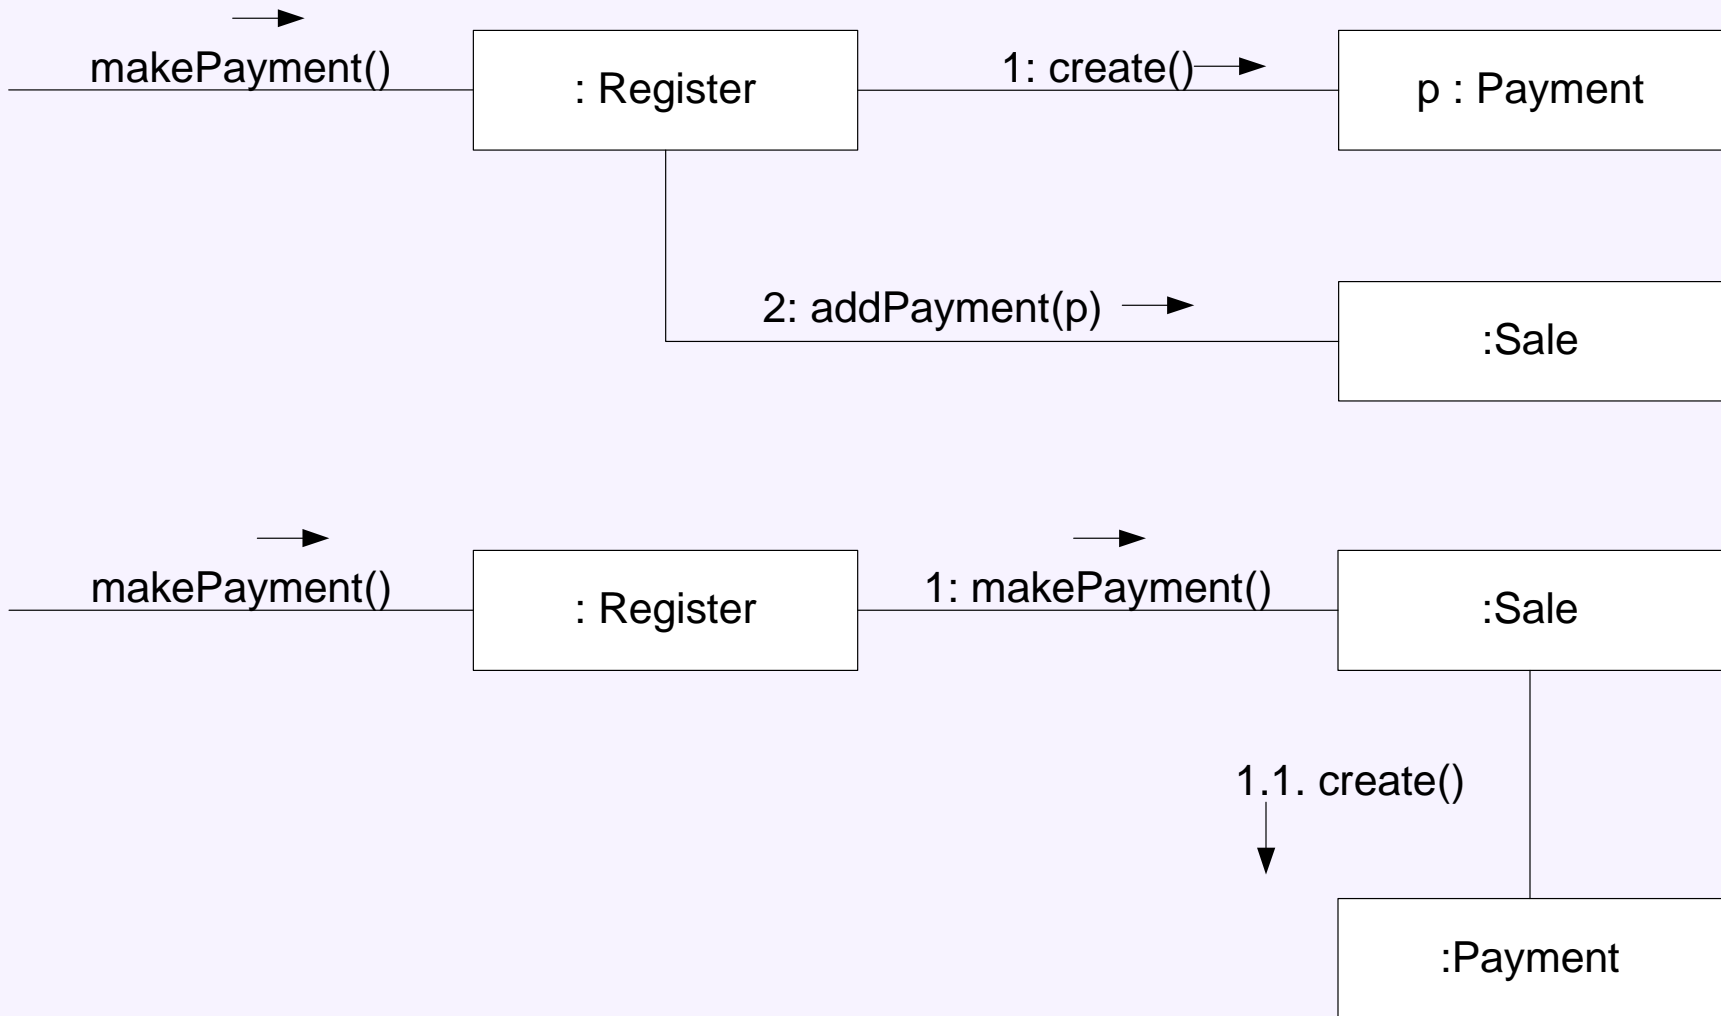 makePayment()
: Register
1: create()
p : Payment
2: addPayment(p)
:Sale
makePayment()
: Register
1: makePayment()
:Sale
1.1. create()
:Payment